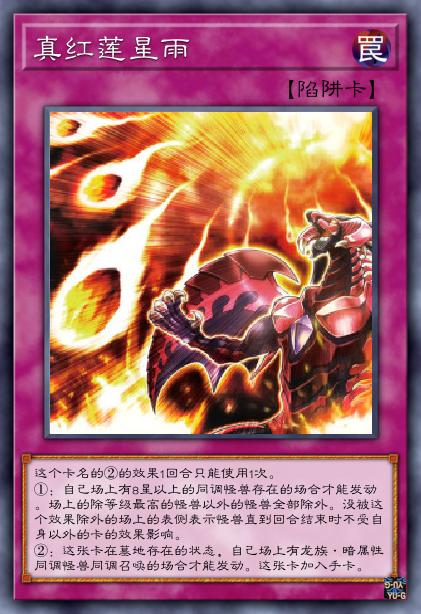 真红莲星雨
罠
【陷阱卡】
这个卡名的②的效果1回合只能使用1次。
①：自己场上有8星以上的同调怪兽存在的场合才能发动
。场上的除等级最高的怪兽以外的怪兽全部除外。没被这
个效果除外的场上的表侧表示怪兽直到回合结束时不受自
身以外的卡的效果影响。
②：这张卡在墓地存在的状态，自己场上有龙族·暗属性
同调怪兽同调召唤的场合才能发动。这张卡加入手卡。
YU-G